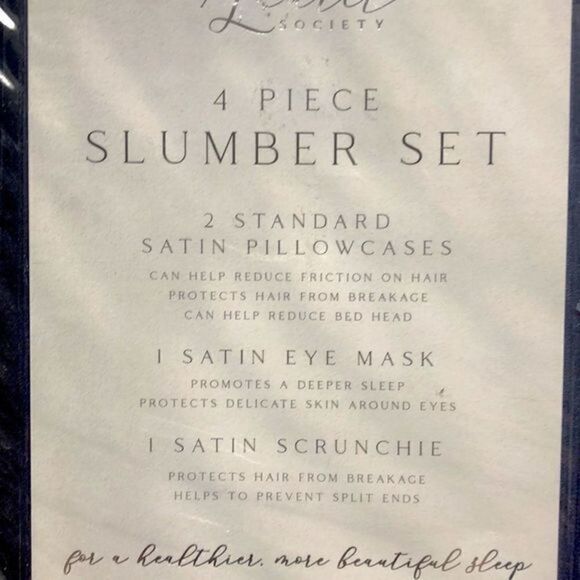 SOCIETY
4 PIECE
SLUMBER SET
2 STANDARD
SATIN PILLOWCASES
CAN HELP REDUCE FRICTION ON HAIR
PROTECTS HAIR FROM BREAKAGE
CAN HELP REDUCE BED HEAD
1 SATIN EYE MASK
PROMOTES A DEEPER SLEEP
PROTECTS DELICATE SKIN AROUND EYES
1 SATIN SCRUNCHIE
PROTECTS HAIR FROM BREAKAGE
HELPS TO PREVENT SPLIT ENDS
for a healthier, more beautiful sleep